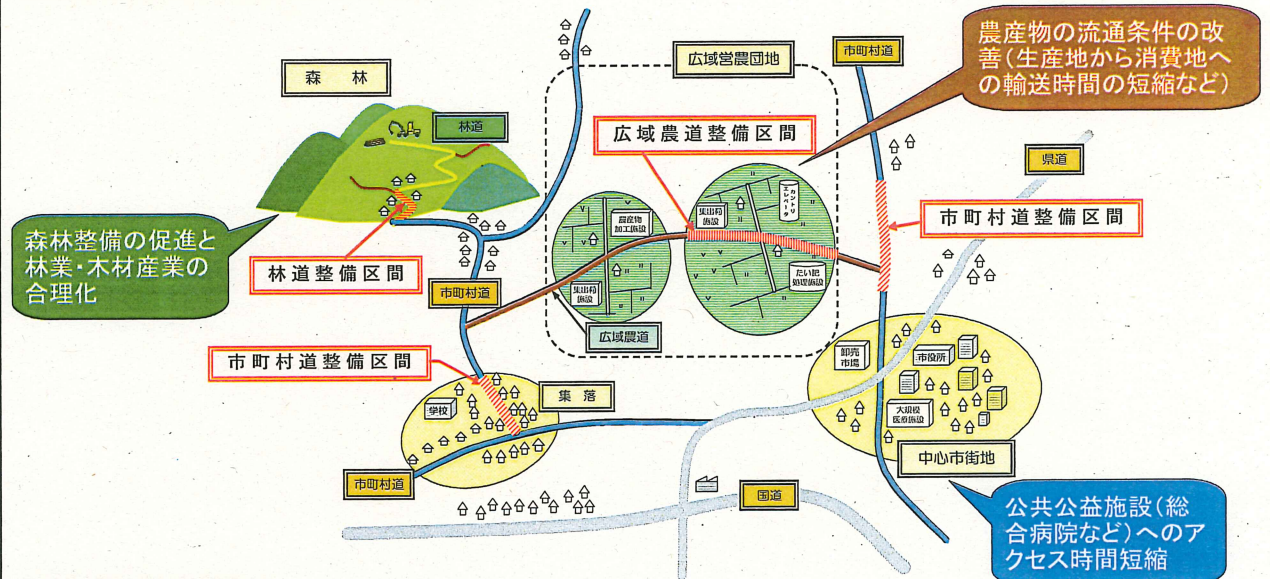 農産物の流通条件の改
善(生産地から消費地へ
の輸送時間の短縮など)
広域営農団地
市町村道
森 林
林道
広域農道整備区間
県道
カントリ
エレベータ
集出荷
施設
農産物
加工施設
市町村道整備区間
森林整備の促進と
林業・木材産業の
合理化
林道整備区間
市町村道
集出荷
施設
たい肥
処理施設
広域農道
市町村道整備区間
卸売
市場
市役所
学校
集 落
大規模
医療施設
中心市街地
市町村道
国道
公共公益施設(総
合病院など)へのア
クセス時間短縮